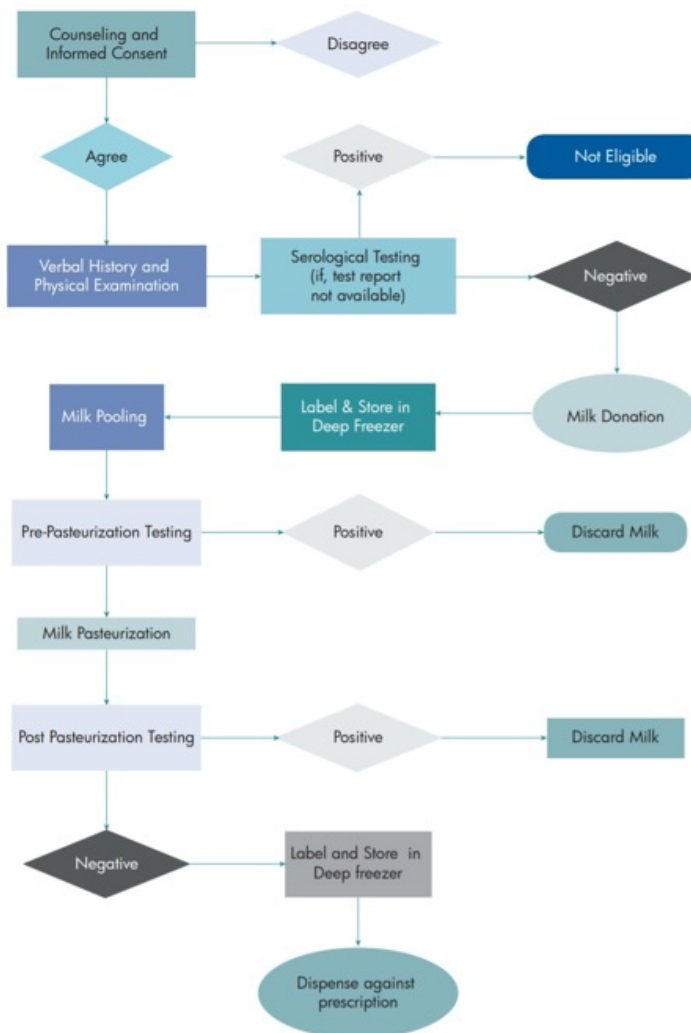 Counseling and
Informed Consent
Disagree
Agree
Positive
Not Eligible
Verbal History and
Physical Examination
Serological Testing
(if, test report
not available)
Negative
Milk Pooling
Label & Store in
Deep Freezer
Milk Donation
Pre-Pasteurization Testing
Positive
Discard Milk
Milk Pasteurization
Post Pasteurization Testing
Positive
Discard Milk
Negative
Label and Store in
Deep freezer
Dispense against
prescription